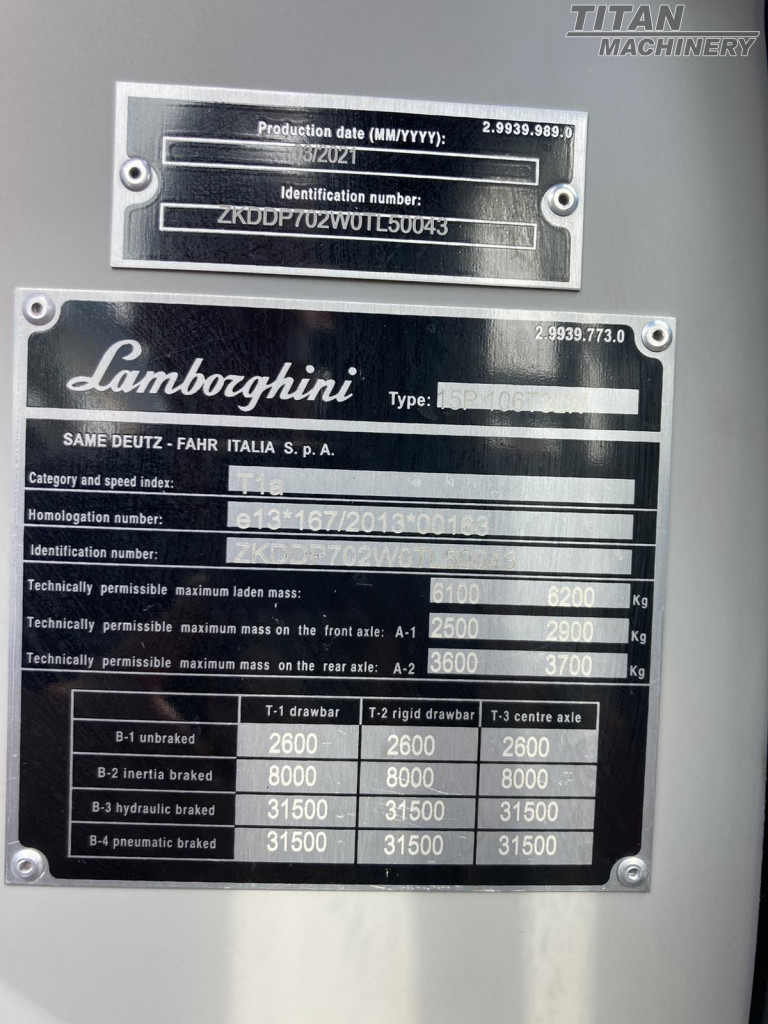 TITAN
MACHINERY
Production date (MM/YYYY): 2.9939.989.0
03/2021
Identification number:
ZKDDP702W0TL50043
2.9939.773.0
Lamborghini Type: 15P 106T
SAME DEUTZ - FAHR ITALIA S. p. A.
Category and speed index: T1a
Homologation number: e13*167/2013*00163
Identification number: ZKDDP702W0TL50043
Technically permissible maximum laden mass: 6100 6200 Kg
Technically permissible maximum mass on the front axle: A-1 2500 2900 Kg
Technically permissible maximum mass on the rear axle: A-2 3600 3700 Kg
T-1 drawbar T-2 rigid drawbar T-3 centre axle
B-1 unbraked 2600 2600 2600
B-2 inertia braked 8000 8000 8000
B-3 hydraulic braked 31500 31500 31500
B-4 pneumatic braked 31500 31500 31500